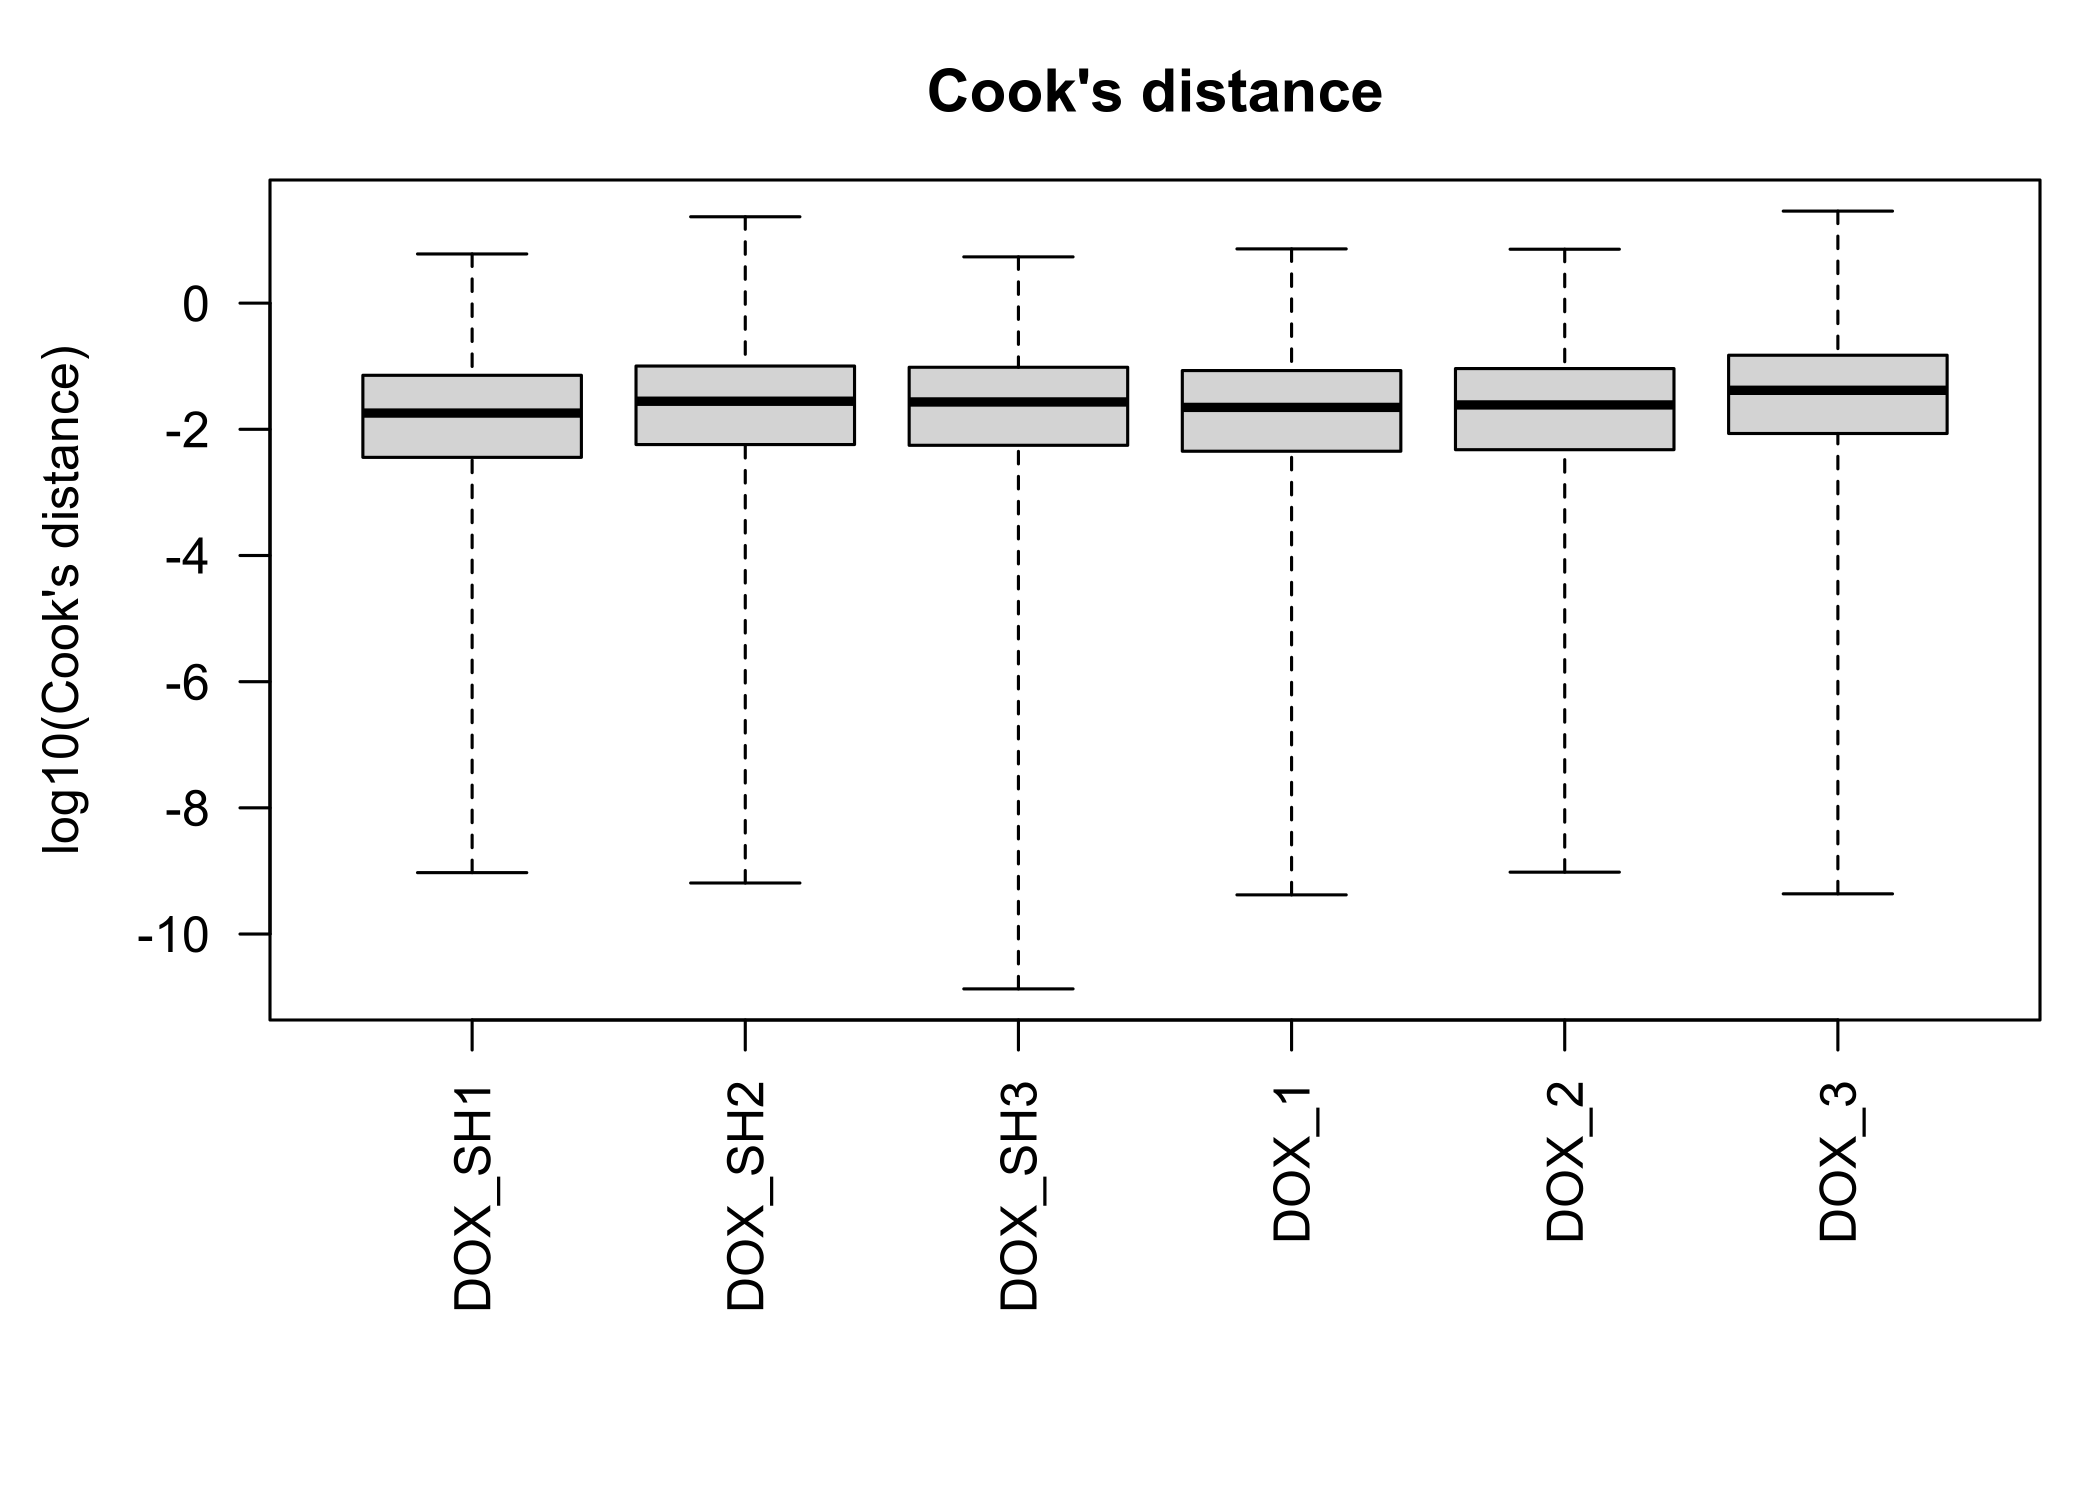 Cook's distance
log10(Cook's distance)
0
-2
-4
-6
-8
-10
DOX_SH1
DOX_SH2
DOX_SH3
DOX_1
DOX_2
DOX_3